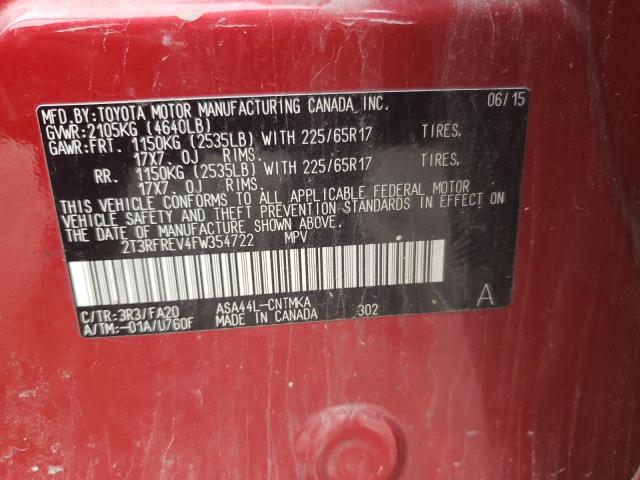 MFD.BY:TOYOTA MOTOR MANUFACTURING CANADA INC. 06/15
GVWR:2105KG (4640LB)
GAWR:FRT. 1150KG (2535LB) WITH 225/65R17 TIRES.
17X7.0J RIMS.
RR. 1150KG (2535LB) WITH 225/65R17 TIRES.
17X7.0J RIMS.
THIS VEHICLE CONFORMS TO ALL APPLICABLE FEDERAL MOTOR
VEHICLE SAFETY AND THEFT PREVENTION STANDARDS IN EFFECT ON
THE DATE OF MANUFACTURE SHOWN ABOVE.
2T3RFREV4FW354722 MPV
C/TR:3R3/FA20 ASA44L-CNTMKA 302 A
A/TM:-01A/U760F MADE IN CANADA